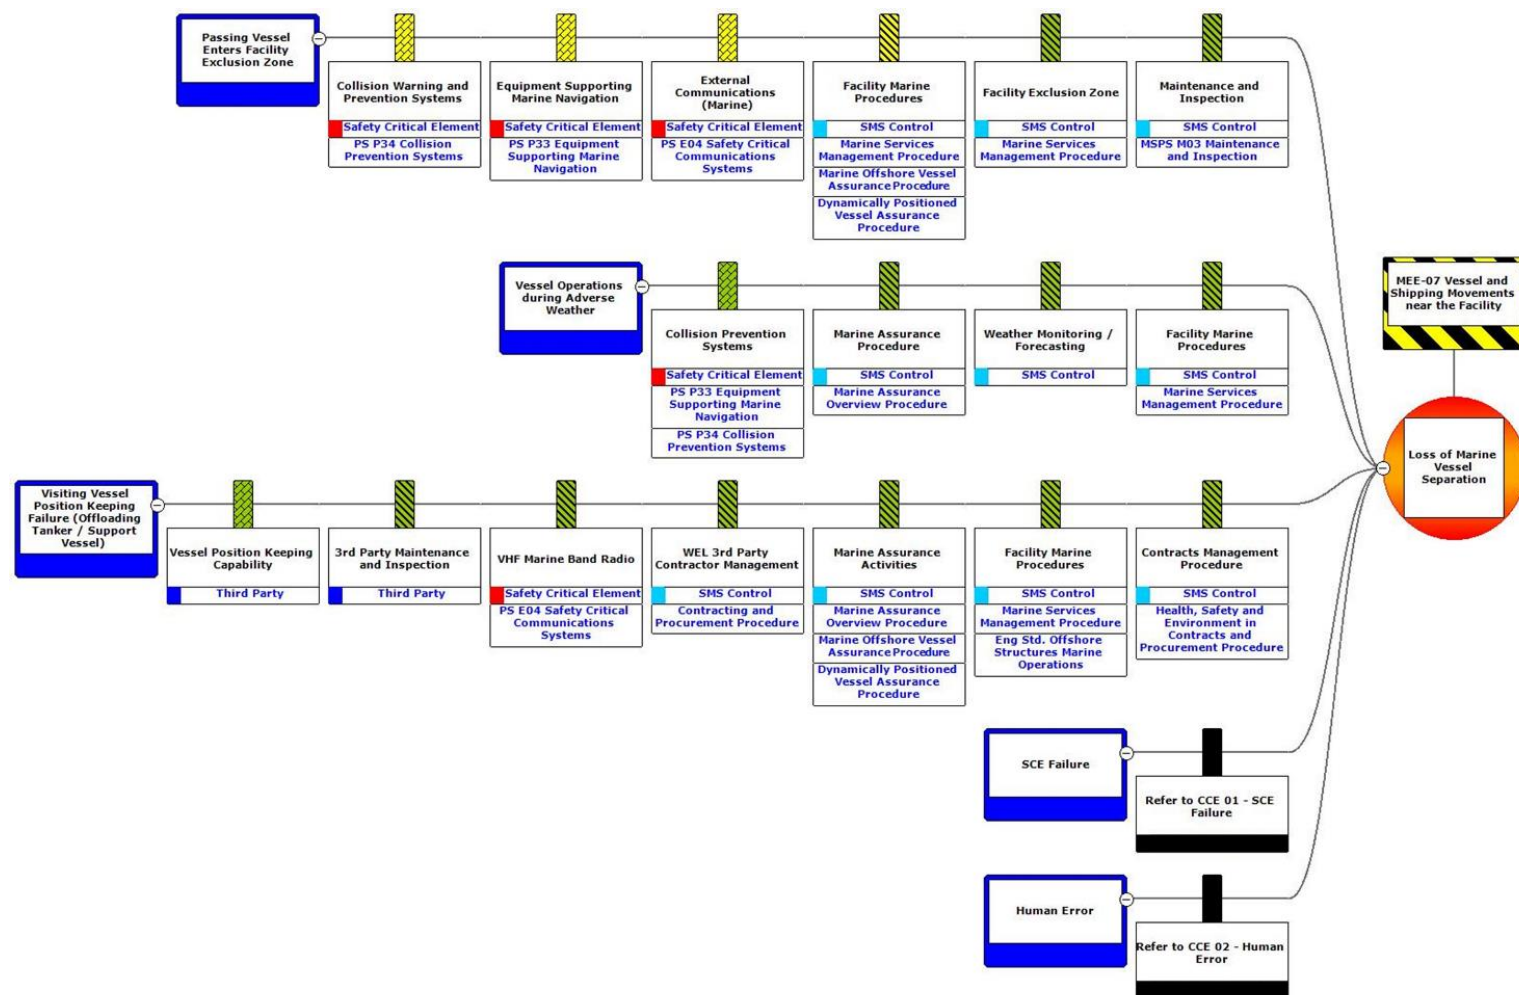 Passing Vessel
Enters Facility
Exclusion Zone
Collision Warning and
Prevention Systems
Safety Critical Element
PS P34 Collision
Prevention Systems
Equipment Supporting
Marine Navigation
Safety Critical Element
PS P33 Equipment
Supporting Marine
Navigation
External
Communications
(Marine)
Safety Critical Element
PS E04 Safety Critical
Communications
Systems
Facility Marine
Procedures
SMS Control
Marine Services
Management Procedure
Marine Offshore Vessel
Assurance Procedure
Dynamically Positioned
Vessel Assurance
Procedure
Facility Exclusion Zone
SMS Control
Marine Services
Management Procedure
Maintenance and
Inspection
SMS Control
MSPS M03 Maintenance
and Inspection
Vessel Operations
during Adverse
Weather
Collision Prevention
Systems
Safety Critical Element
PS P33 Equipment
Supporting Marine
Navigation
PS P34 Collision
Prevention Systems
Marine Assurance
Procedure
SMS Control
Marine Assurance
Overview Procedure
Weather Monitoring /
Forecasting
SMS Control
Facility Marine
Procedures
SMS Control
Marine Services
Management Procedure
MEE-07 Vessel and
Shipping Movements
near the Facility
Loss of Marine
Vessel
Separation
Visiting Vessel
Position Keeping
Failure (Offloading
Tanker / Support
Vessel)
Vessel Position Keeping
Capability
Third Party
3rd Party Maintenance
and Inspection
Third Party
VHF Marine Band Radio
Safety Critical Element
PS E04 Safety Critical
Communications
Systems
WEL 3rd Party
Contractor Management
SMS Control
Contracting and
Procurement Procedure
Marine Assurance
Activities
SMS Control
Marine Assurance
Overview Procedure
Marine Offshore Vessel
Assurance Procedure
Dynamically Positioned
Vessel Assurance
Procedure
Facility Marine
Procedures
SMS Control
Marine Services
Management Procedure
Eng Std. Offshore
Structures Marine
Operations
Contracts Management
Procedure
SMS Control
Health, Safety and
Environment in
Contracts and
Procurement Procedure
SCE Failure
Refer to CCE 01 - SCE
Failure
Human Error
Refer to CCE 02 - Human
Error